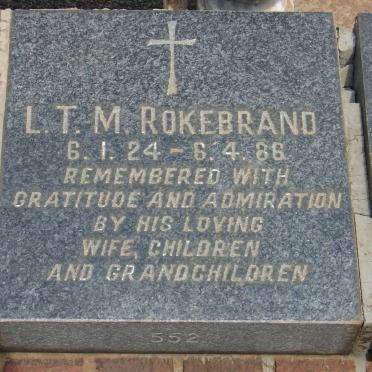 L. T. M. ROKEBRAND
6. 1. 24 - 6. 4. 86
REMEMBERED WITH
GRATITUDE AND ADMIRATION
BY HIS LOVING
WIFE, CHILDREN
AND GRANDCHILDREN
552